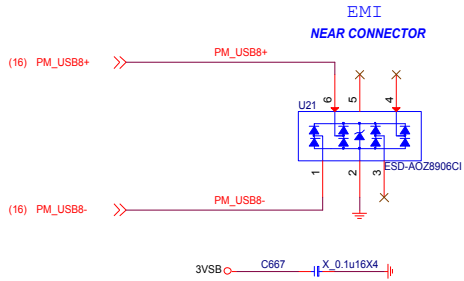 EMI
NEAR CONNECTOR
(16) PM_USB8+
PM_USB8+
6
5
4
U21
ESD-AOZ8906CI
1
2
3
(16) PM_USB8-
PM_USB8-
3VSB
C667
X_0.1u16X4